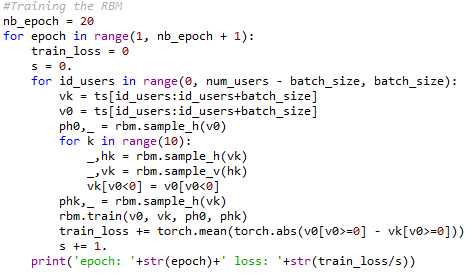 #Training the RBM
nb_epoch = 20
for epoch in range(1, nb_epoch + 1):
    train_loss = 0
    s = 0.
    for id_users in range(0, num_users - batch_size, batch_size):
        vk = ts[id_users:id_users+batch_size]
        v0 = ts[id_users:id_users+batch_size]
        ph0,_ = rbm.sample_h(v0)
        for k in range(10):
            _,hk = rbm.sample_h(vk)
            _,vk = rbm.sample_v(hk)
            vk[v0<0] = v0[v0<0]
        phk,_ = rbm.sample_h(vk)
        rbm.train(v0, vk, ph0, phk)
        train_loss += torch.mean(torch.abs(v0[v0>=0] - vk[v0>=0]))
        s += 1.
    print('epoch: '+str(epoch)+' loss: '+str(train_loss/s))